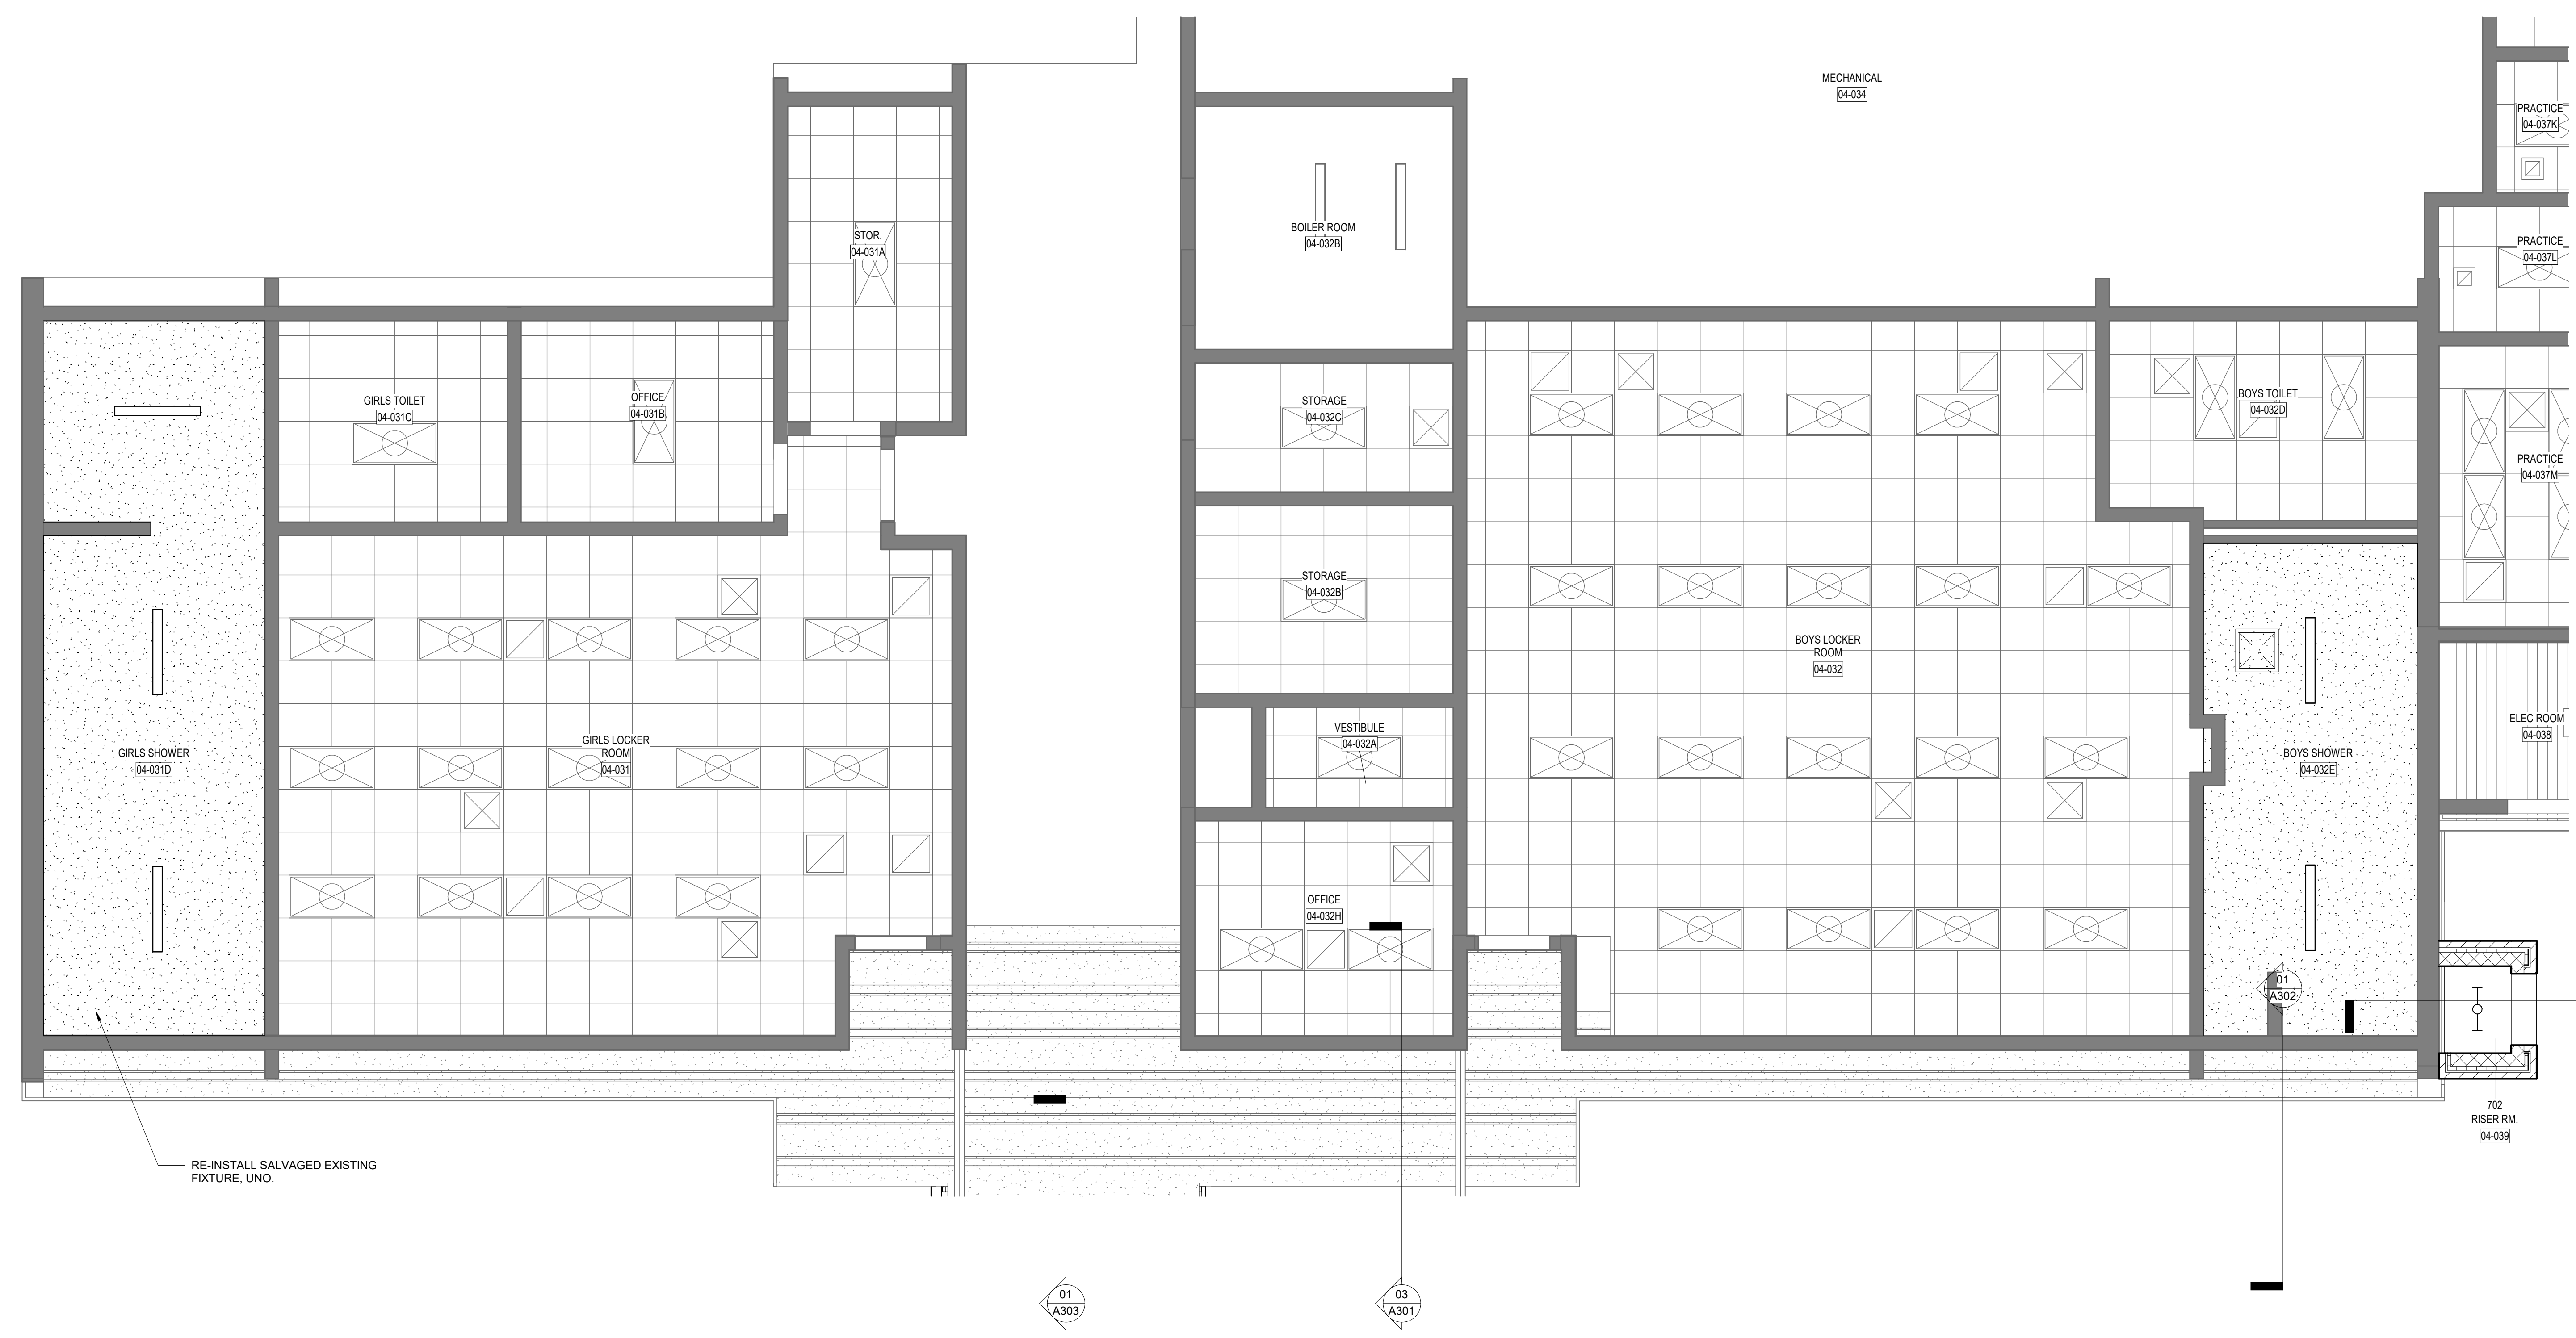 MECHANICAL
04-034
PRACTICE
04-037K
STOR.
04-031A
BOILER ROOM
04-032B
PRACTICE
04-037L
GIRLS TOILET
04-031C
OFFICE
04-031B
STORAGE
04-032C
BOYS TOILET
04-032D
PRACTICE
04-037M
STORAGE
04-032B
BOYS LOCKER
ROOM
04-032
VESTIBULE
04-032A
ELEC ROOM
04-038
GIRLS SHOWER
04-031D
GIRLS LOCKER
ROOM
04-031
BOYS SHOWER
04-032E
OFFICE
04-032H
01
A302
702
RISER RM.
04-039
RE-INSTALL SALVAGED EXISTING
FIXTURE, UNO.
01
A303
03
A301